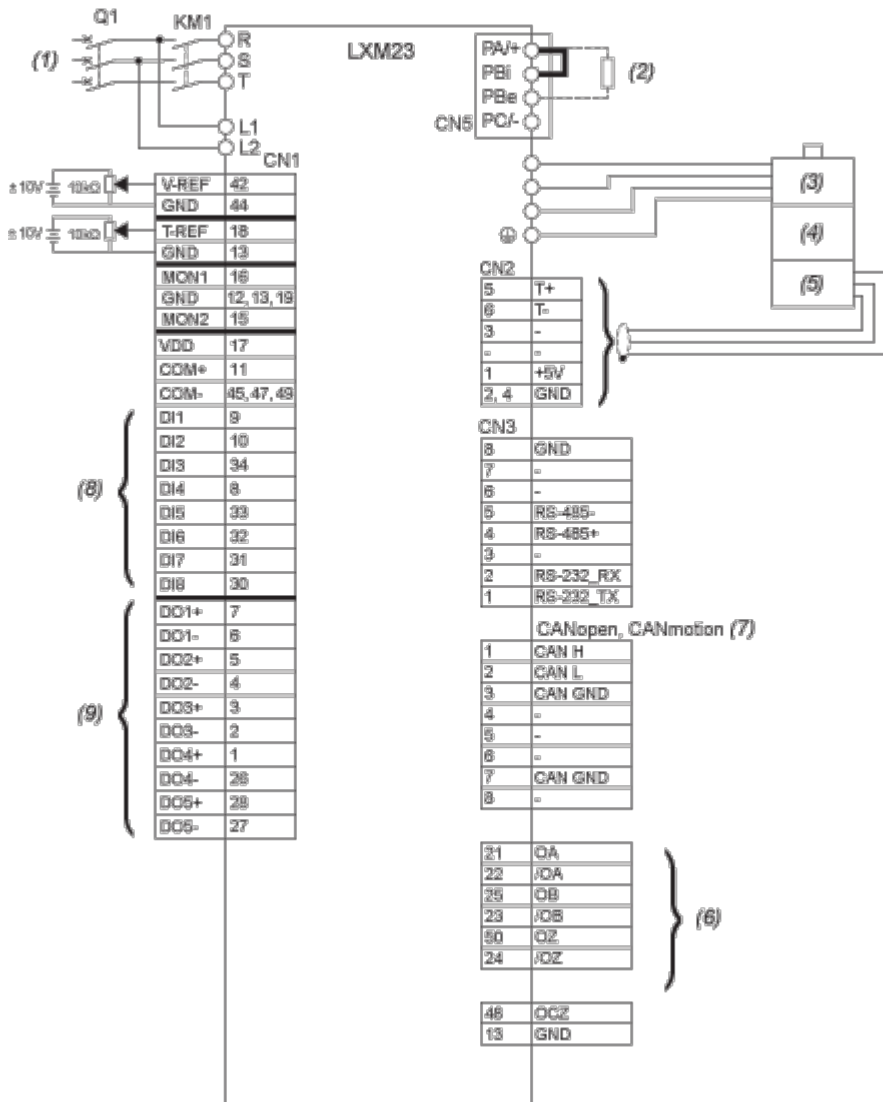 Q1
KM1
(1)
R
S
T
L1
L2
LXM23
PA/+
PBi
PBe
PC/-
CN5
(2)
CN1
± 10V 10kΩ
V-REF 42
GND 44
± 10V 10kΩ
T-REF 18
GND 13
MON1 16
GND 12, 13, 19
MON2 15
VDD 17
COM+ 11
COM- 45, 47, 49
(8)
DI1 9
DI2 10
DI3 34
DI4 8
DI5 33
DI6 32
DI7 31
DI8 30
(9)
DO1+ 7
DO1- 6
DO2+ 5
DO2- 4
DO3+ 3
DO3- 2
DO4+ 1
DO4- 26
DO5+ 28
DO5- 27
(3)
(4)
(5)
CN2
5 T+
6 T-
3 -
- -
1 +5V
2, 4 GND
CN3
8 GND
7 -
6 -
5 RS-485-
4 RS-485+
3 -
2 RS-232_RX
1 RS-232_TX
CANopen, CANmotion (7)
1 CAN H
2 CAN L
3 CAN GND
4 -
5 -
6 -
7 CAN GND
8 -
21 OA
22 /OA
25 OB
23 /OB
50 OZ
24 /OZ
(6)
48 OCZ
13 GND